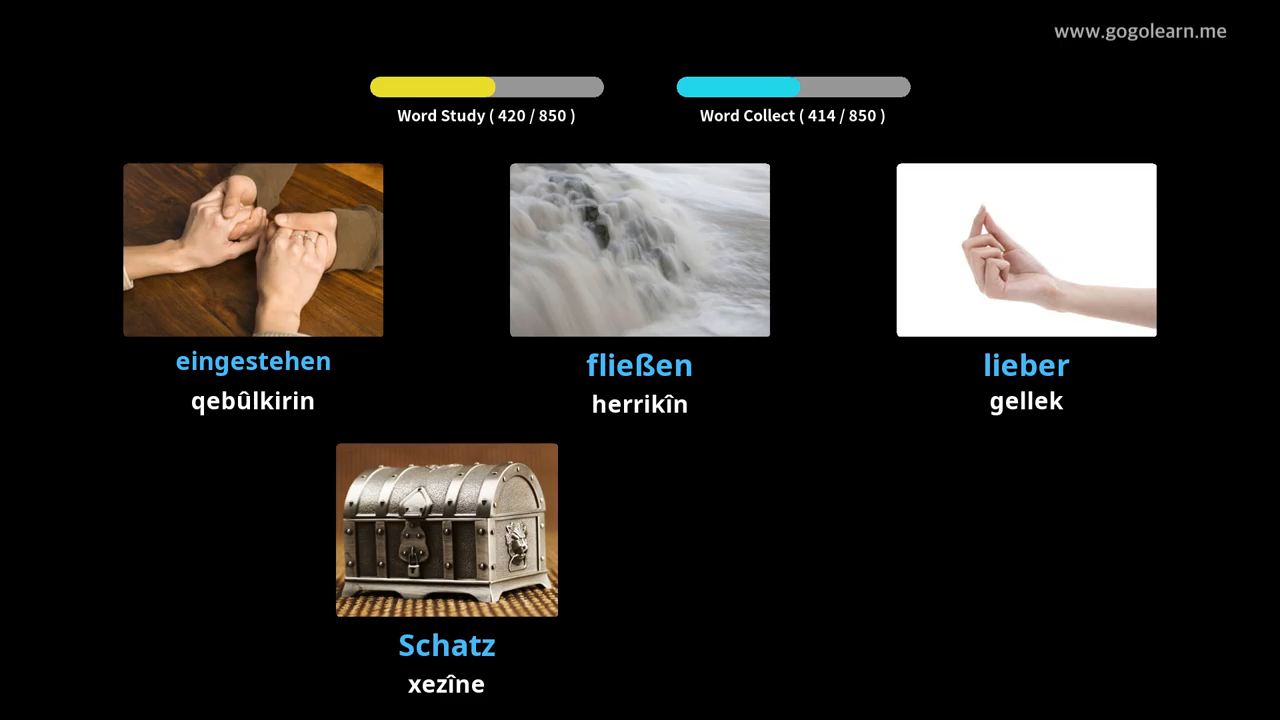 www.gogolearn.me
Word Study ( 420 / 850 )
Word Collect ( 414 / 850 )
eingestehen
qebûlkirin
fließen
herrikîn
lieber
gellek
Schatz
xezîne